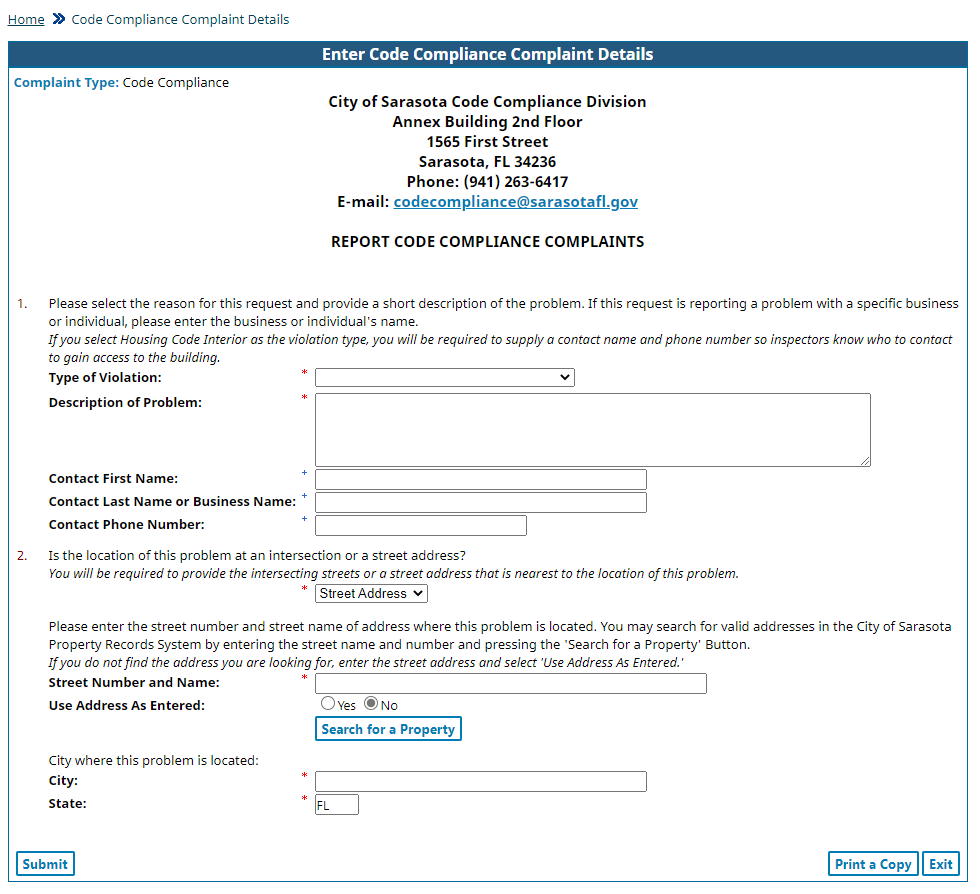 Home » Code Compliance Complaint Details
Enter Code Compliance Complaint Details
Complaint Type: Code Compliance
City of Sarasota Code Compliance Division
Annex Building 2nd Floor
1565 First Street
Sarasota, FL 34236
Phone: (941) 263-6417
E-mail: codecompliance@sarasotafl.gov
REPORT CODE COMPLIANCE COMPLAINTS
1. Please select the reason for this request and provide a short description of the problem. If this request is reporting a problem with a specific business
or individual, please enter the business or individual's name.
If you select Housing Code Interior as the violation type, you will be required to supply a contact name and phone number so inspectors know who to contact
to gain access to the building.
Type of Violation: *
Description of Problem: *
Contact First Name: +
Contact Last Name or Business Name: +
Contact Phone Number: +
2. Is the location of this problem at an intersection or a street address?
You will be required to provide the intersecting streets or a street address that is nearest to the location of this problem.
* Street Address
Please enter the street number and street name of address where this problem is located. You may search for valid addresses in the City of Sarasota
Property Records System by entering the street name and number and pressing the 'Search for a Property' Button.
If you do not find the address you are looking for, enter the street address and select 'Use Address As Entered.'
Street Number and Name: *
Use Address As Entered: Yes No
Search for a Property
City where this problem is located:
City: *
State: * FL
Submit Print a Copy Exit